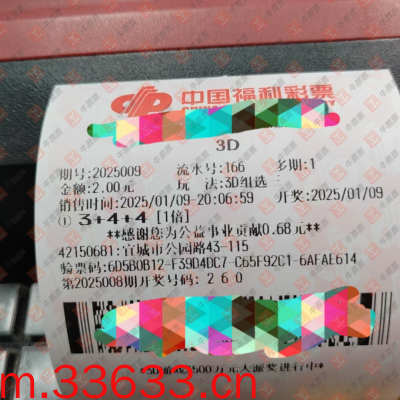 中国福利彩票
3D
期号:2025009 流水号:166 多期:1
金额:2.00元 玩 法:3D组选三
销售时间:2025/01/09-20:06:59 开奖:2025/01/09
① 3+4+4 [1倍]
**感谢您为公益事业贡献0.68元**
42150681:宜城市公园路43-115
验票码:6D5B0B12-F39D4DC7-C65F92C1-6AFAE614
第2025008期开奖号码: 2 6 0
m.33633.cn